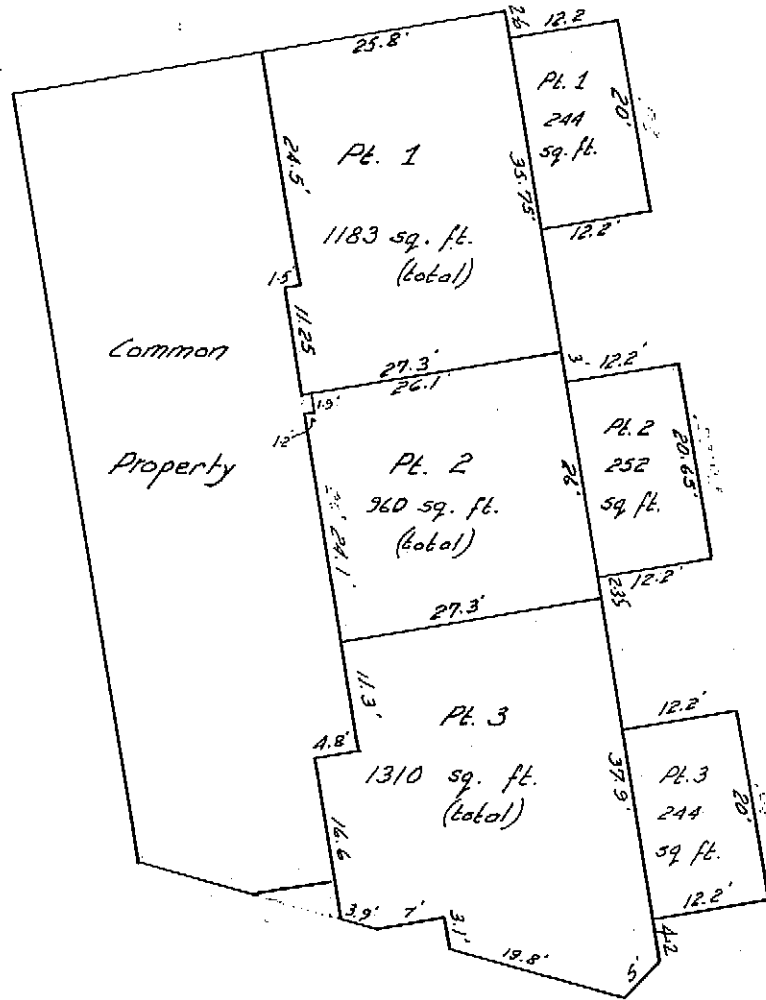 25.8'
2.6
12.2
Pt. 1
244
sq. ft.
20'
24.5'
Pt. 1
1183 sq. ft.
(total)
35.75'
12.2'
1.5'
11.25
Common
Property
27.3'
26.1'
3
12.2'
1.9'
1.2'
Pt. 2
960 sq. ft.
(total)
26'
Pt. 2
252
sq ft.
20.65'
24.1'
12.2'
2.35
27.3'
11.3'
Pt. 3
1310 sq. ft.
(total)
4.8'
16.6
37.9'
12.2'
Pt. 3
244
sq ft.
20'
12.2'
3.9'
7'
3.1'
19.8'
5'
4.2